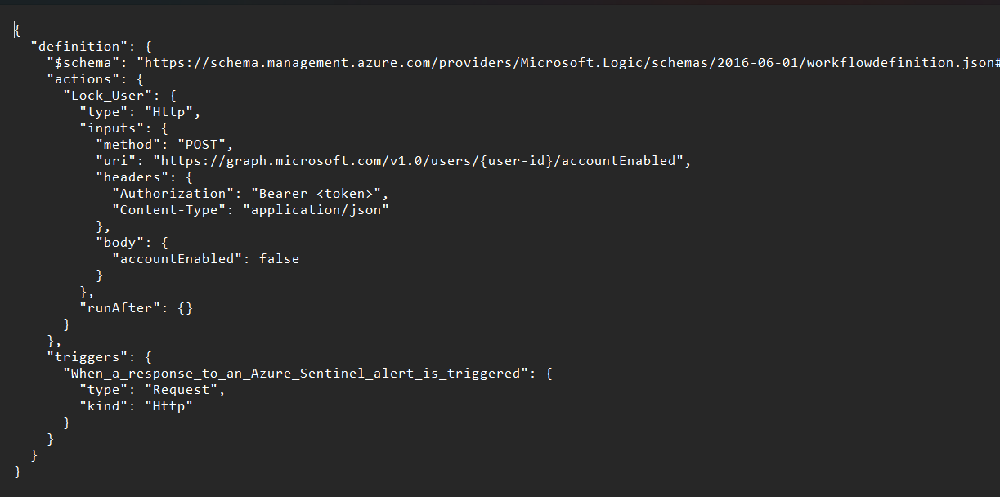 {
  "definition": {
    "$schema": "https://schema.management.azure.com/providers/Microsoft.Logic/schemas/2016-06-01/workflowdefinition.json#
    "actions": {
      "Lock_User": {
        "type": "Http",
        "inputs": {
          "method": "POST",
          "uri": "https://graph.microsoft.com/v1.0/users/{user-id}/accountEnabled",
          "headers": {
            "Authorization": "Bearer <token>",
            "Content-Type": "application/json"
          },
          "body": {
            "accountEnabled": false
          }
        },
        "runAfter": {}
      }
    },
    "triggers": {
      "When_a_response_to_an_Azure_Sentinel_alert_is_triggered": {
        "type": "Request",
        "kind": "Http"
      }
    }
  }
}